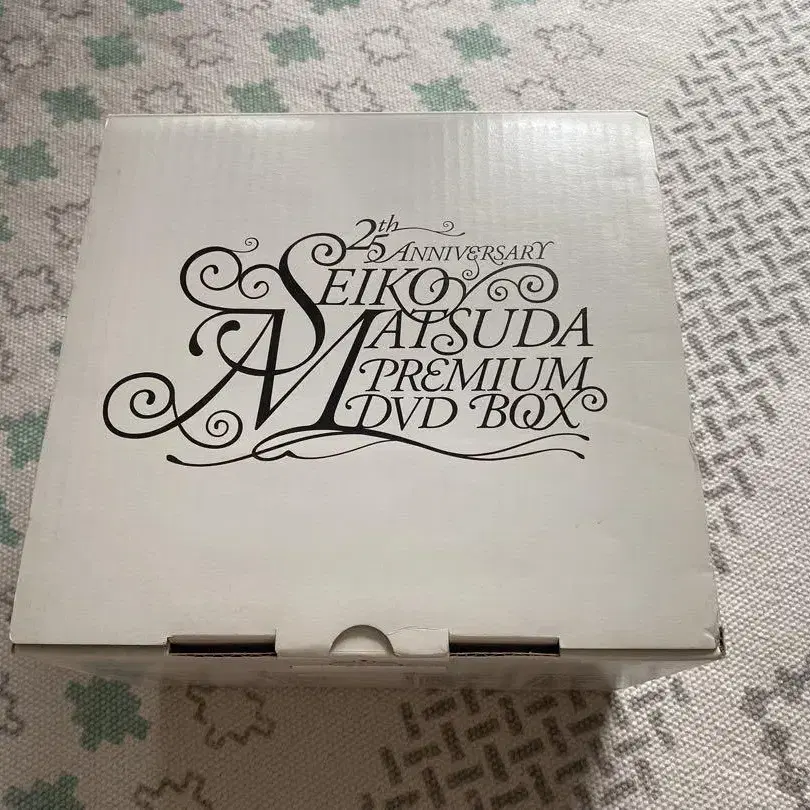 25th ANNIVERSARY
SEIKO
MATSUDA
PREMIUM
DVD BOX